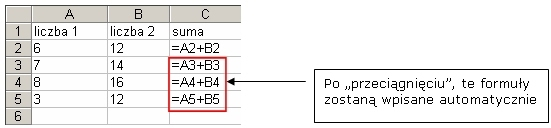 A B C
1 liczba 1 liczba 2 suma
2 6 12 =A2+B2
3 7 14 =A3+B3
4 8 16 =A4+B4
5 3 12 =A5+B5
6
Po „przeciągnięciu”, te formuły
zostaną wpisane automatycznie